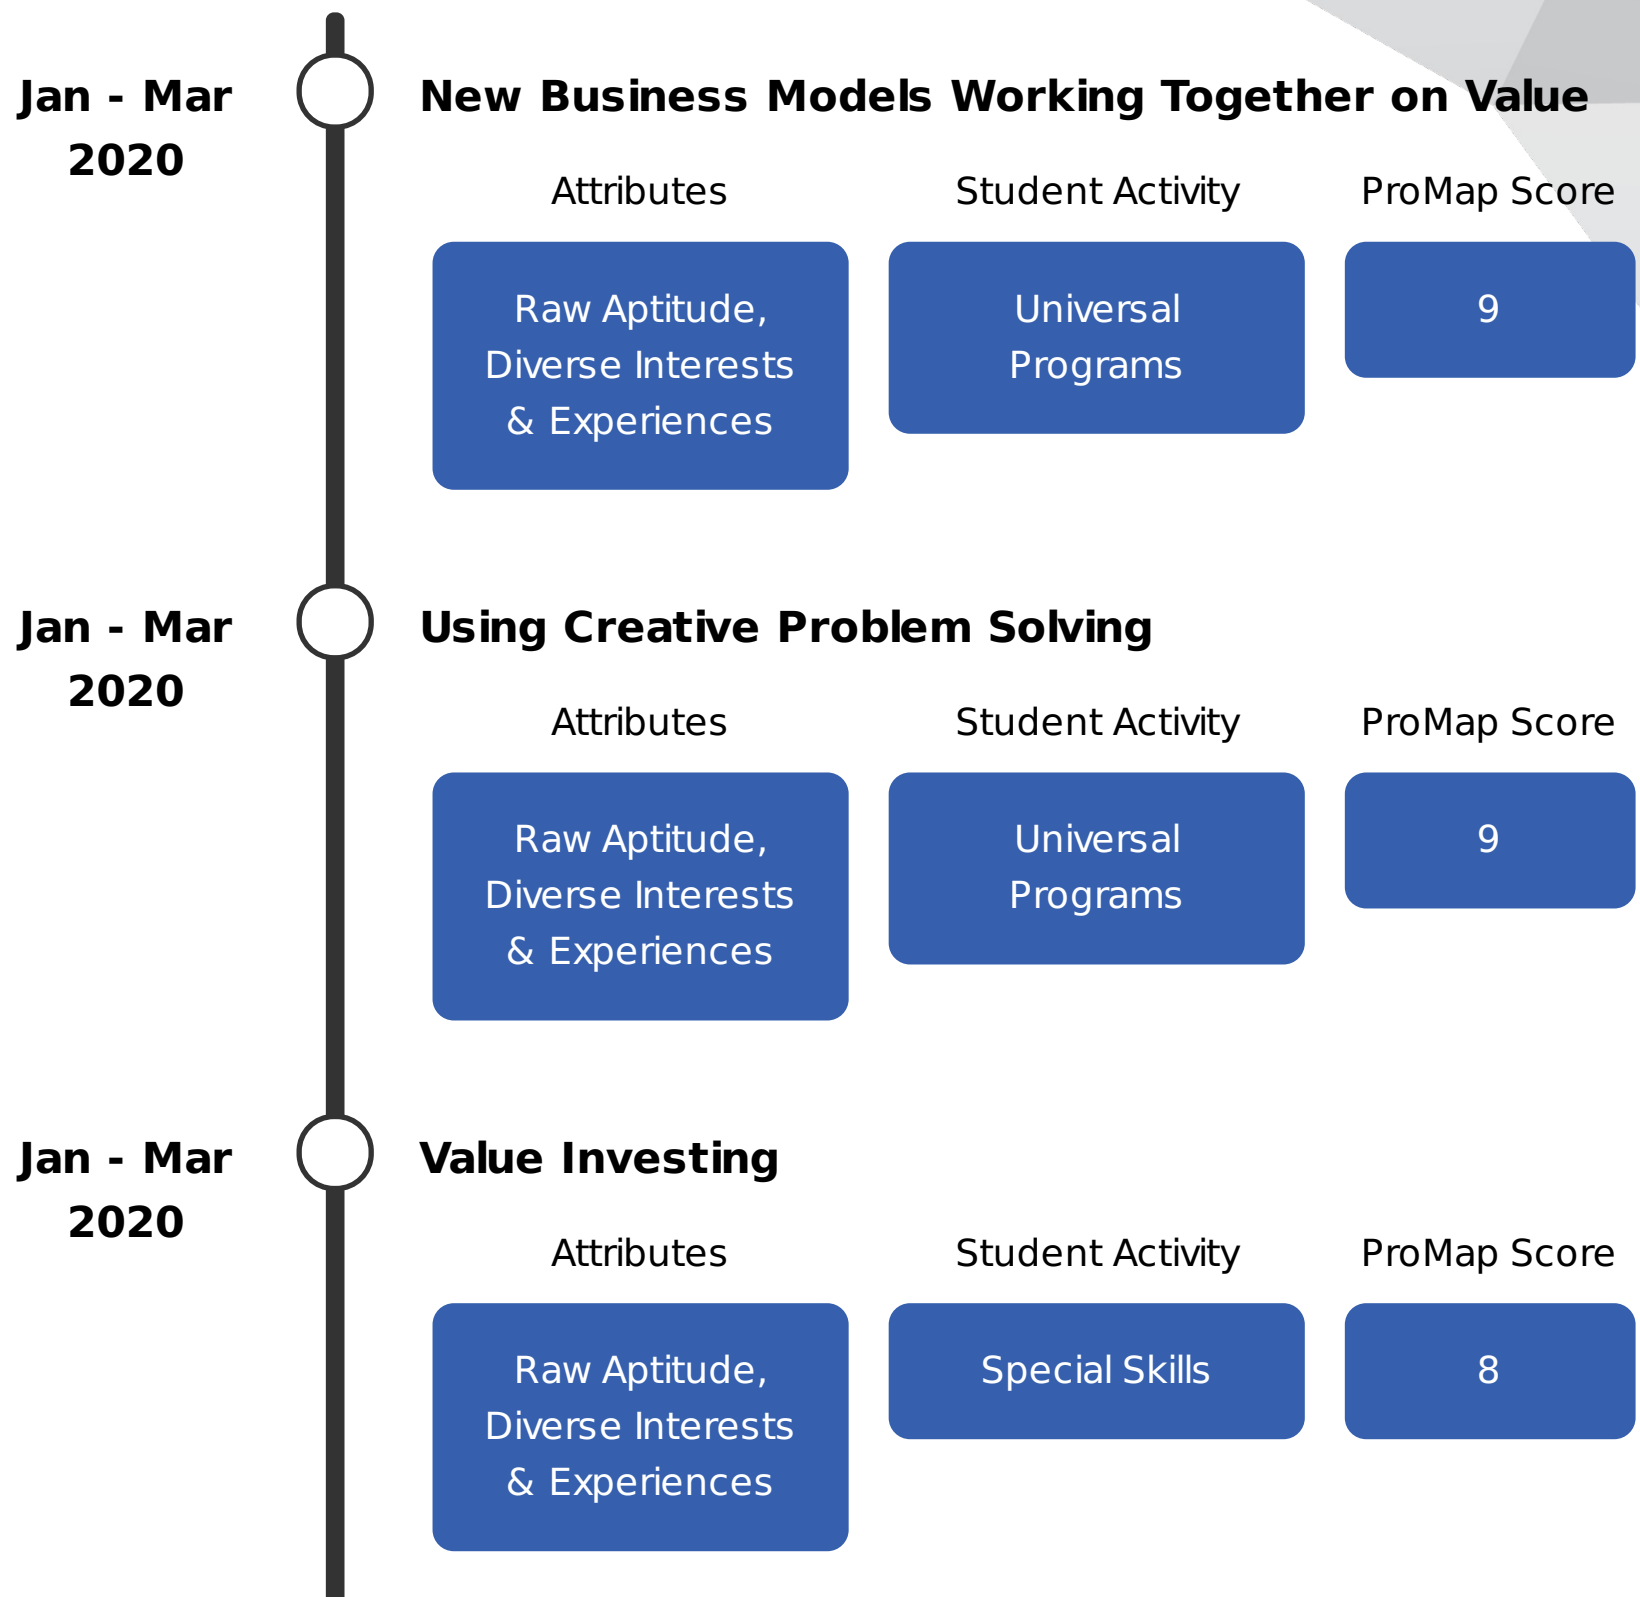 Jan - Mar
2020
New Business Models Working Together on Value
Attributes
Student Activity
ProMap Score
Raw Aptitude,
Diverse Interests
& Experiences
Universal
Programs
9
Jan - Mar
2020
Using Creative Problem Solving
Attributes
Student Activity
ProMap Score
Raw Aptitude,
Diverse Interests
& Experiences
Universal
Programs
9
Jan - Mar
2020
Value Investing
Attributes
Student Activity
ProMap Score
Raw Aptitude,
Diverse Interests
& Experiences
Special Skills
8